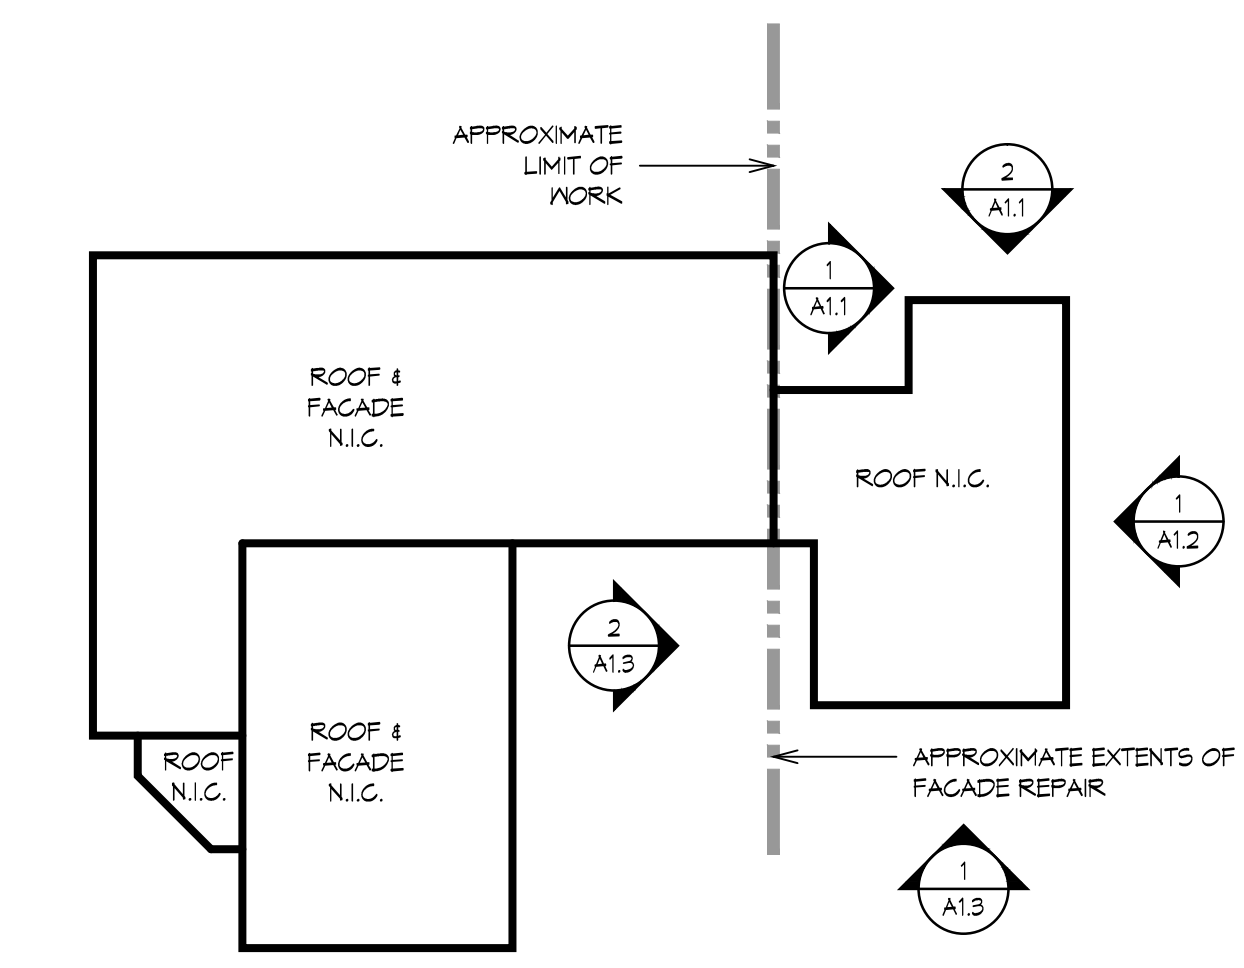 APPROXIMATE
LIMIT OF
WORK
2
A1.1
1
A1.1
ROOF &
FACADE
N.I.C.
ROOF N.I.C.
1
A1.2
2
A1.3
ROOF &
FACADE
N.I.C.
ROOF
N.I.C.
APPROXIMATE EXTENTS OF
FACADE REPAIR
1
A1.3